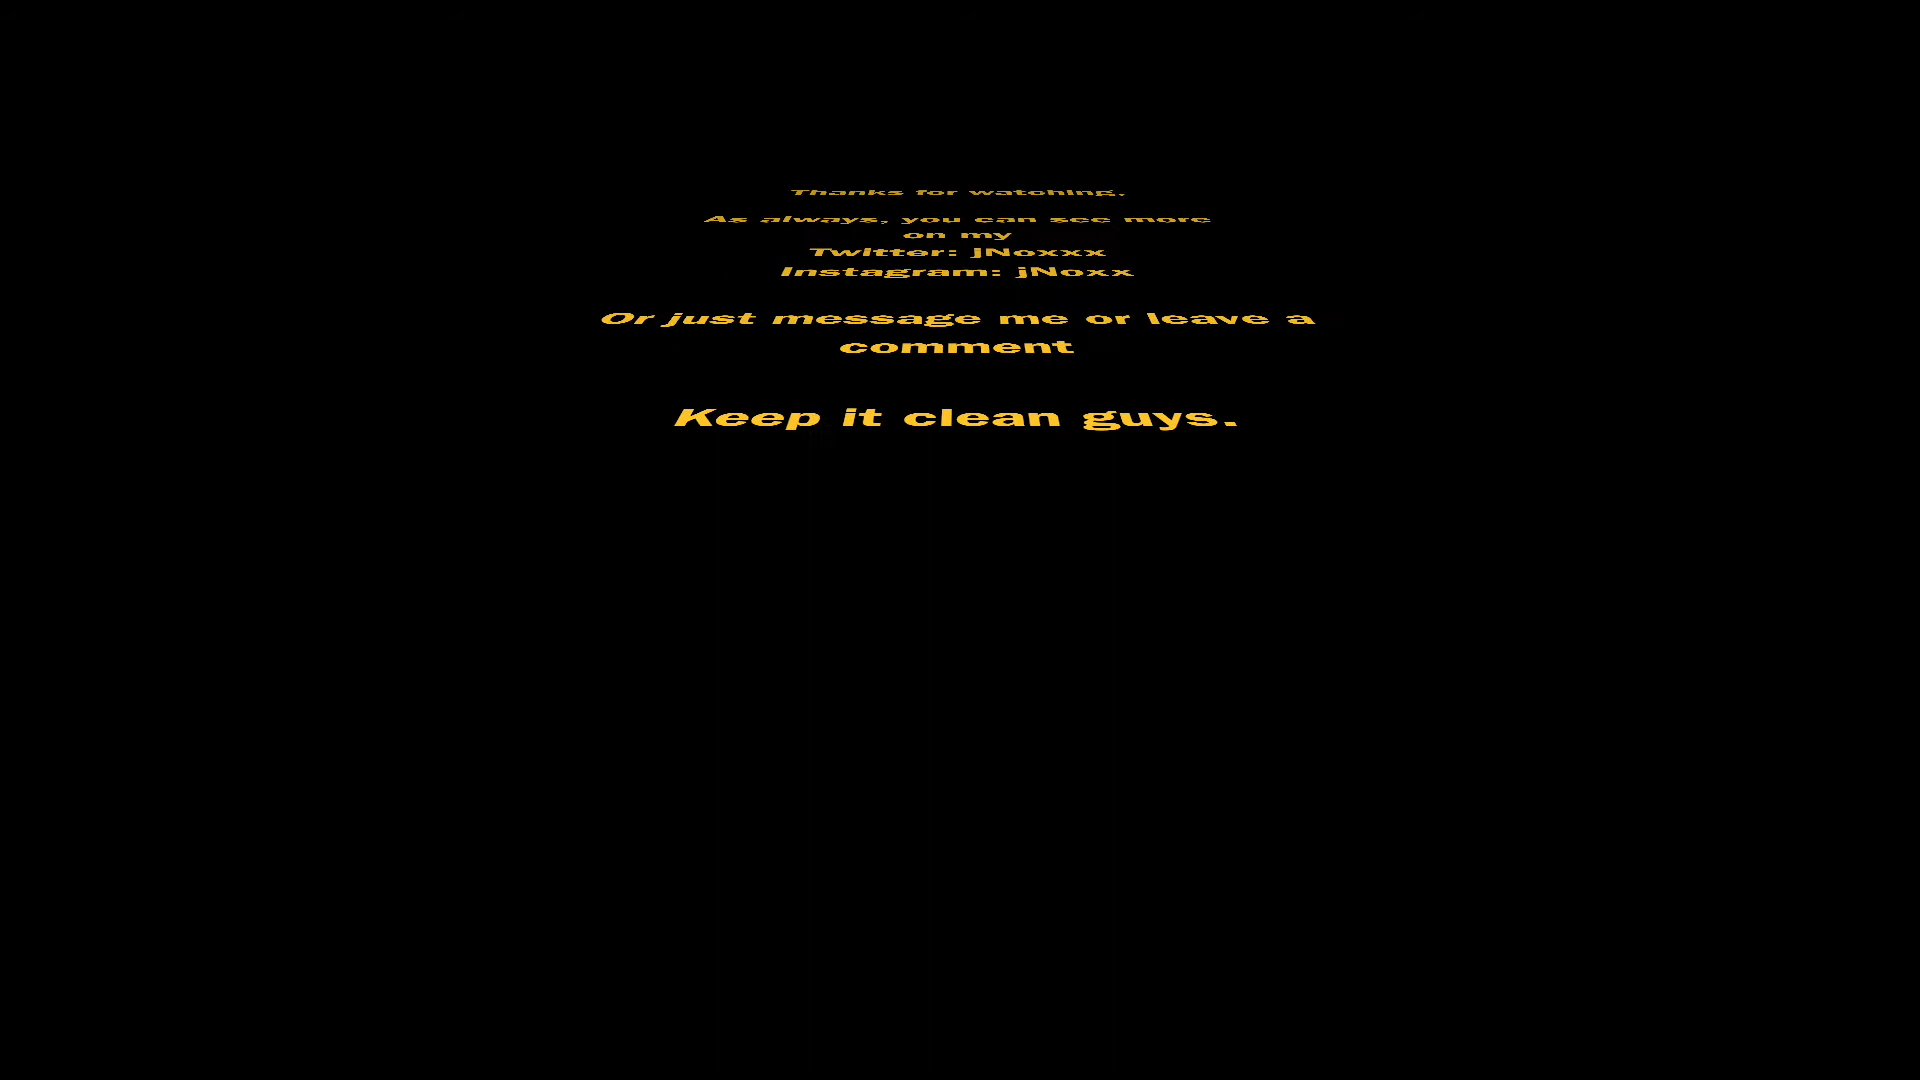 Thanks for watching.
As always, you can see more
on my
Twitter: jNoxxx
Instagram: jNoxx
Or just message me or leave a
comment
Keep it clean guys.